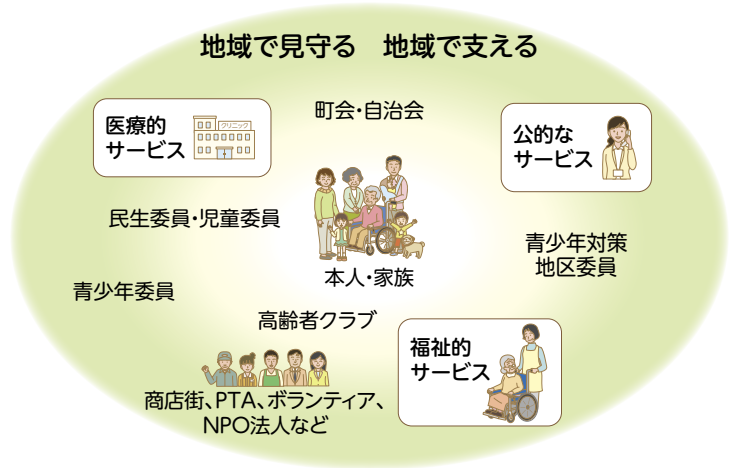 地域で見守る　地域で支える
町会・自治会
医療的
サービス
クリニック
公的な
サービス
民生委員・児童委員
青少年対策
地区委員
本人・家族
青少年委員
高齢者クラブ
福祉的
サービス
商店街、PTA、ボランティア、
NPO法人など